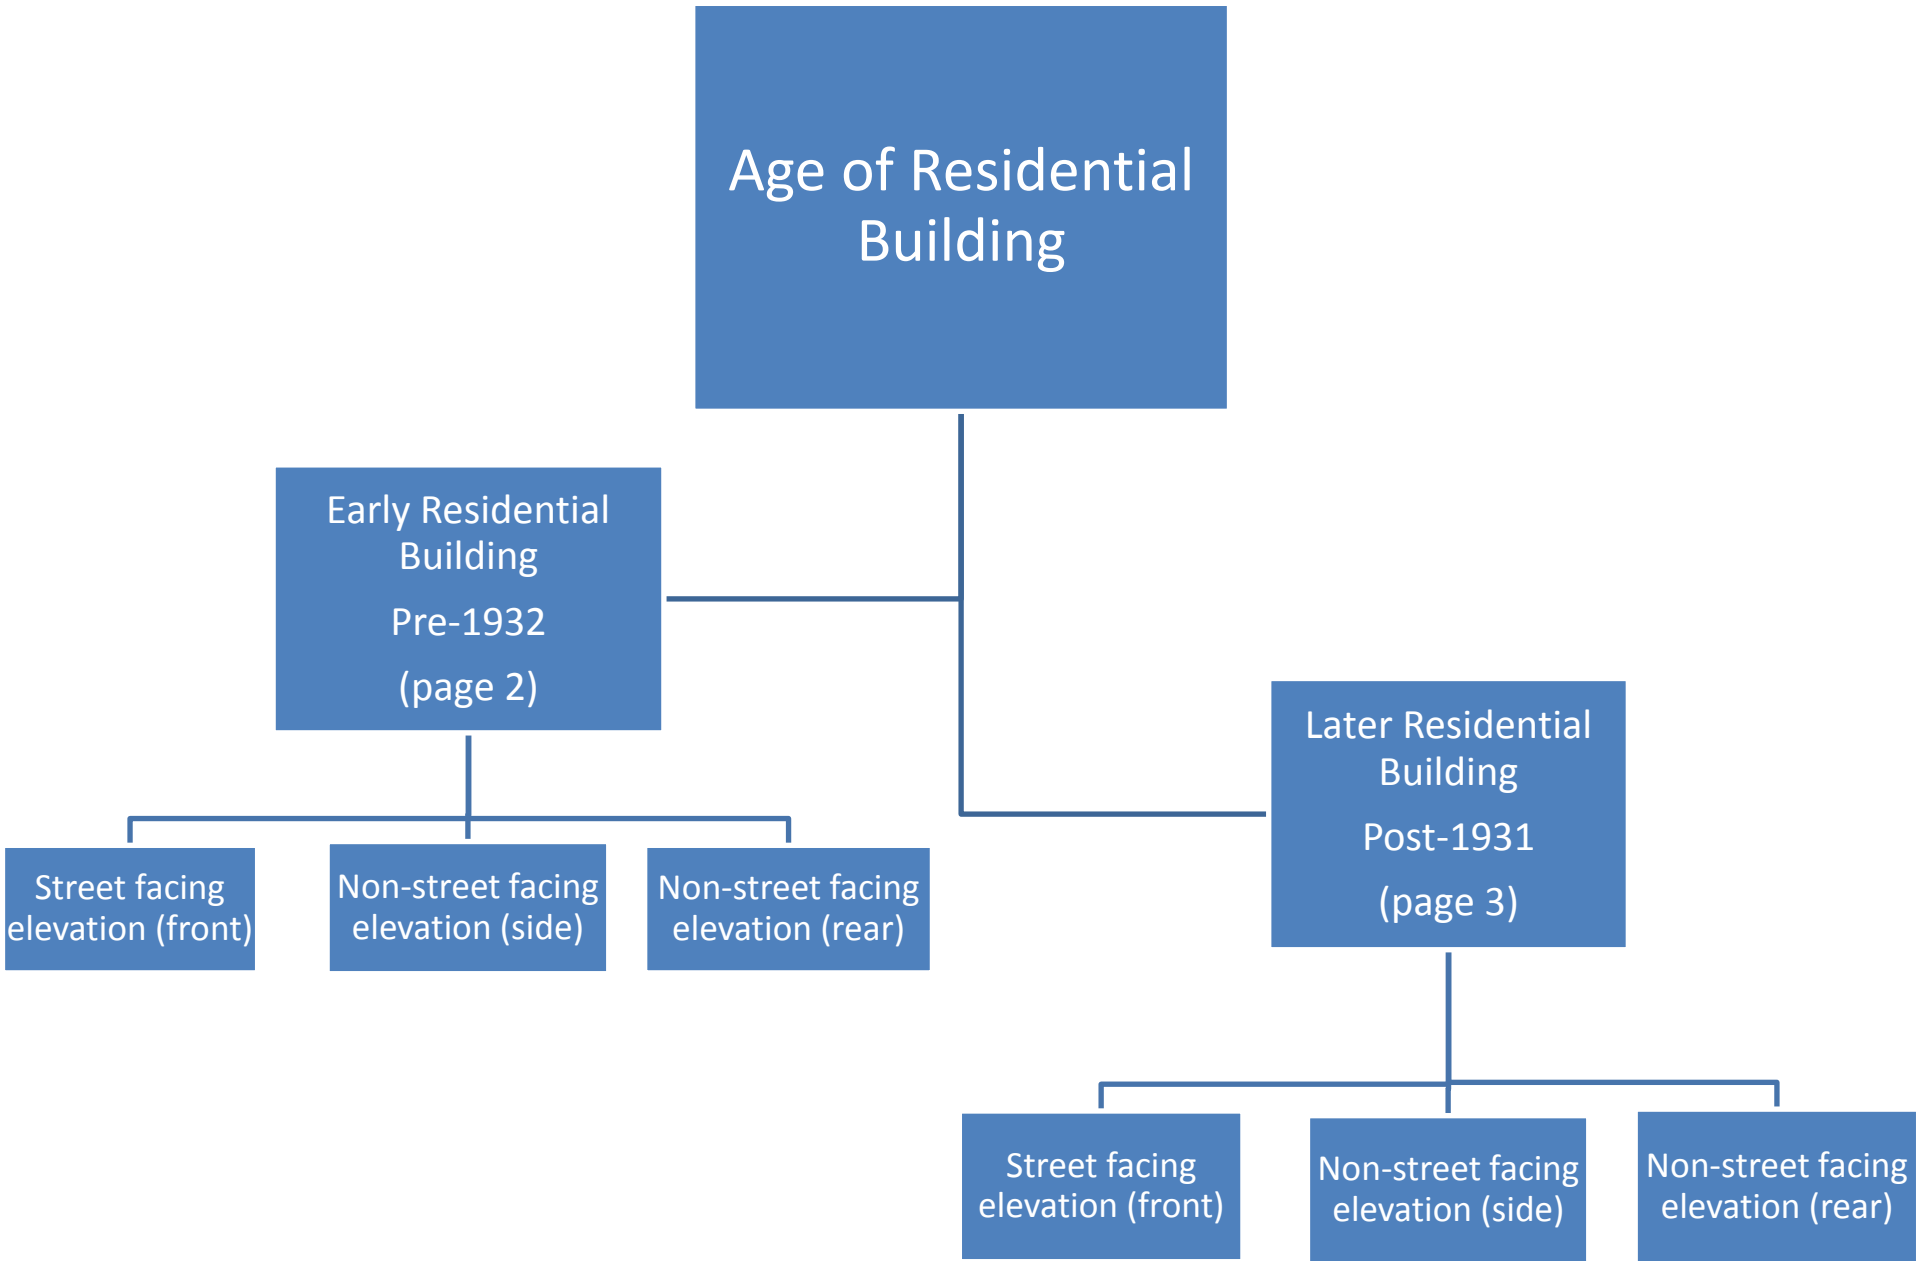 Age of Residential
Building
Early Residential
Building
Pre-1932
(page 2)
Street facing
elevation (front)
Non-street facing
elevation (side)
Non-street facing
elevation (rear)
Later Residential
Building
Post-1931
(page 3)
Street facing
elevation (front)
Non-street facing
elevation (side)
Non-street facing
elevation (rear)